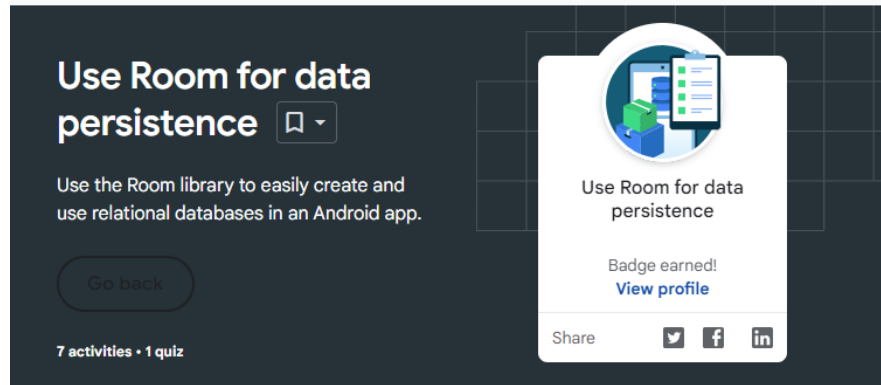 Use Room for data
persistence
Use the Room library to easily create and
use relational databases in an Android app.
Go back
7 activities • 1 quiz
Use Room for data
persistence
Badge earned!
View profile
Share